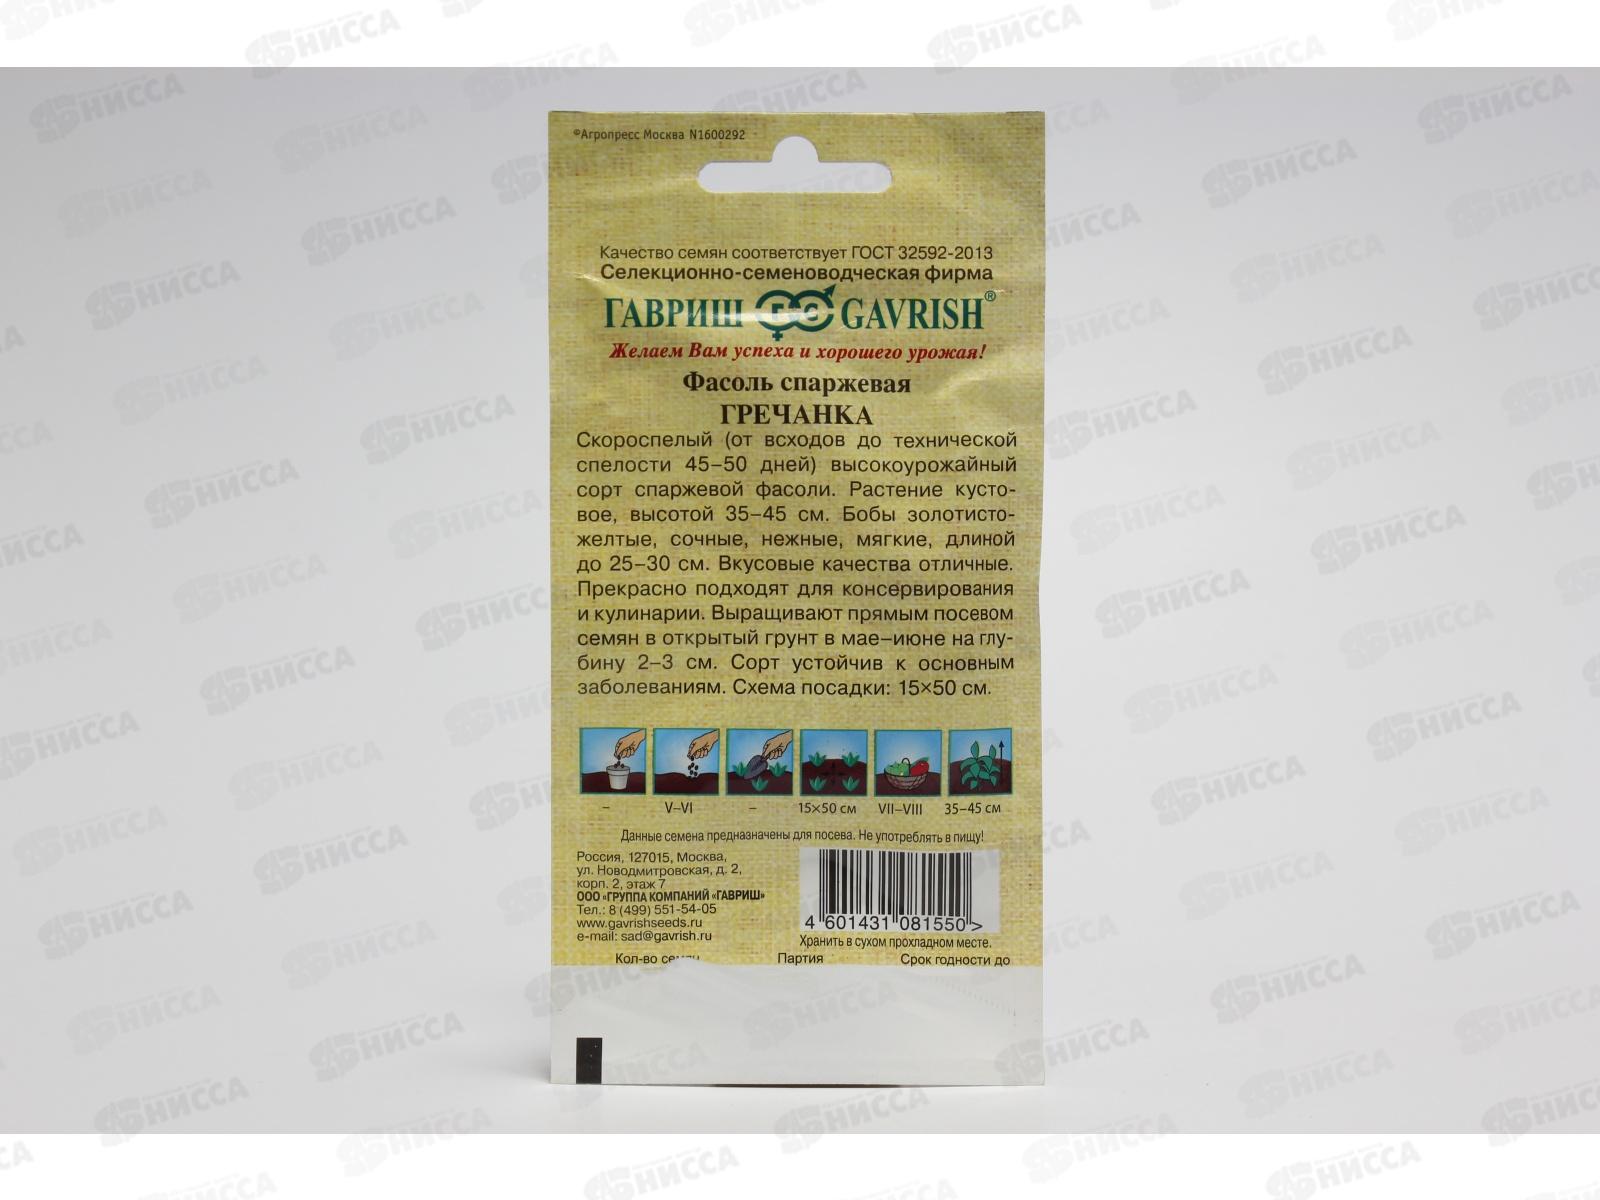 ©Агропресс Москва N1600292
Качество семян соответствует ГОСТ 32592-2013
Селекционно-семеноводческая фирма
ГАВРИШ GAVRISH®
Желаем Вам успеха и хорошего урожая!
Фасоль спаржевая
ГРЕЧАНКА
Скороспелый (от всходов до технической
спелости 45–50 дней) высокоурожайный
сорт спаржевой фасоли. Растение кусто-
вое, высотой 35–45 см. Бобы золотисто-
желтые, сочные, нежные, мягкие, длиной
до 25–30 см. Вкусовые качества отличные.
Прекрасно подходят для консервирования
и кулинарии. Выращивают прямым посевом
семян в открытый грунт в мае–июне на глу-
бину 2–3 см. Сорт устойчив к основным
заболеваниям. Схема посадки: 15×50 см.
– V–VI – 15×50 см VII–VIII 35–45 см
Данные семена предназначены для посева. Не употреблять в пищу!
Россия, 127015, Москва,
ул. Новодмитровская, д. 2,
корп. 2, этаж 7
ООО «ГРУППА КОМПАНИЙ «ГАВРИШ»
Тел.: 8 (499) 551-54-05
www.gavrishseeds.ru
e-mail: sad@gavrish.ru
4 601431 081550 >
Хранить в сухом прохладном месте.
Кол-во семян Партия Срок годности до
НИССА